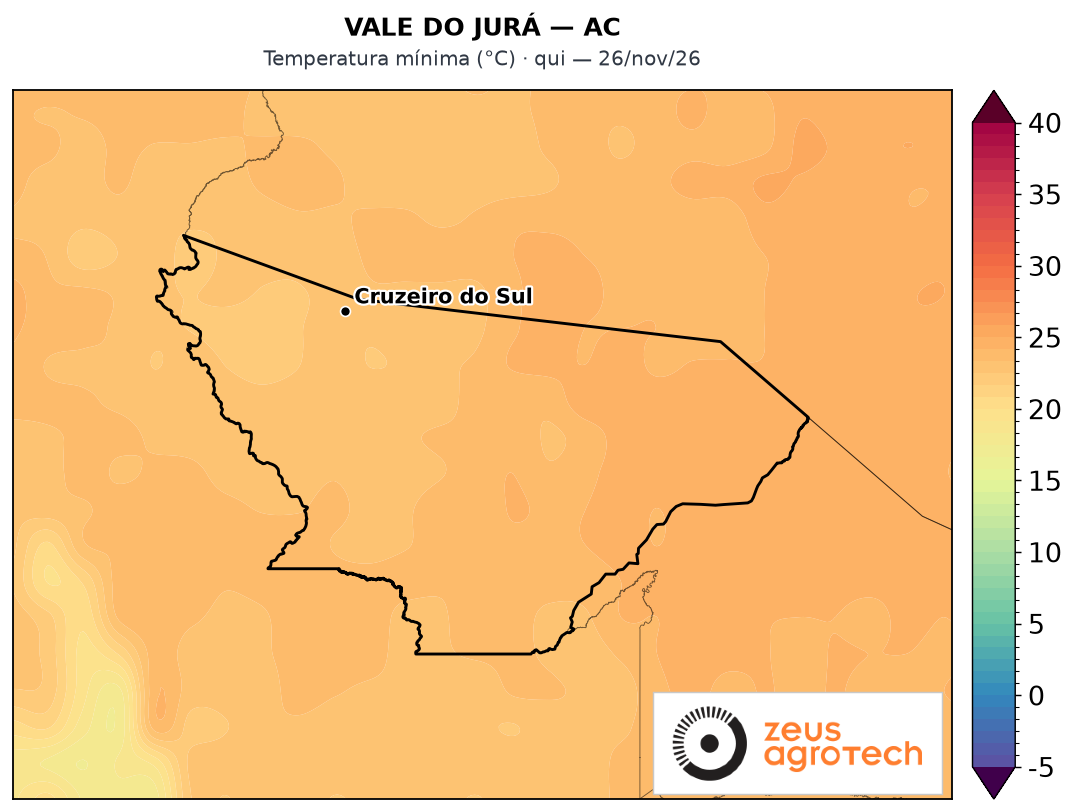 VALE DO JURÁ — AC
Temperatura mínima (°C) · qui — 26/nov/26
Cruzeiro do Sul
40
35
30
25
20
15
10
5
0
-5
zeus
agrotech